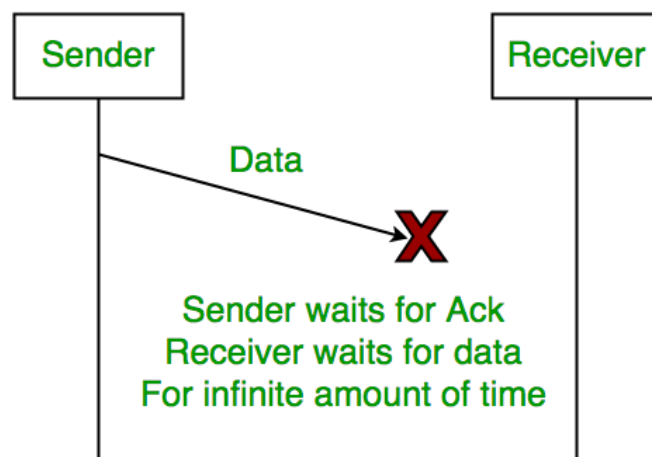 Sender
Receiver
Data
X
Sender waits for Ack
Receiver waits for data
For infinite amount of time